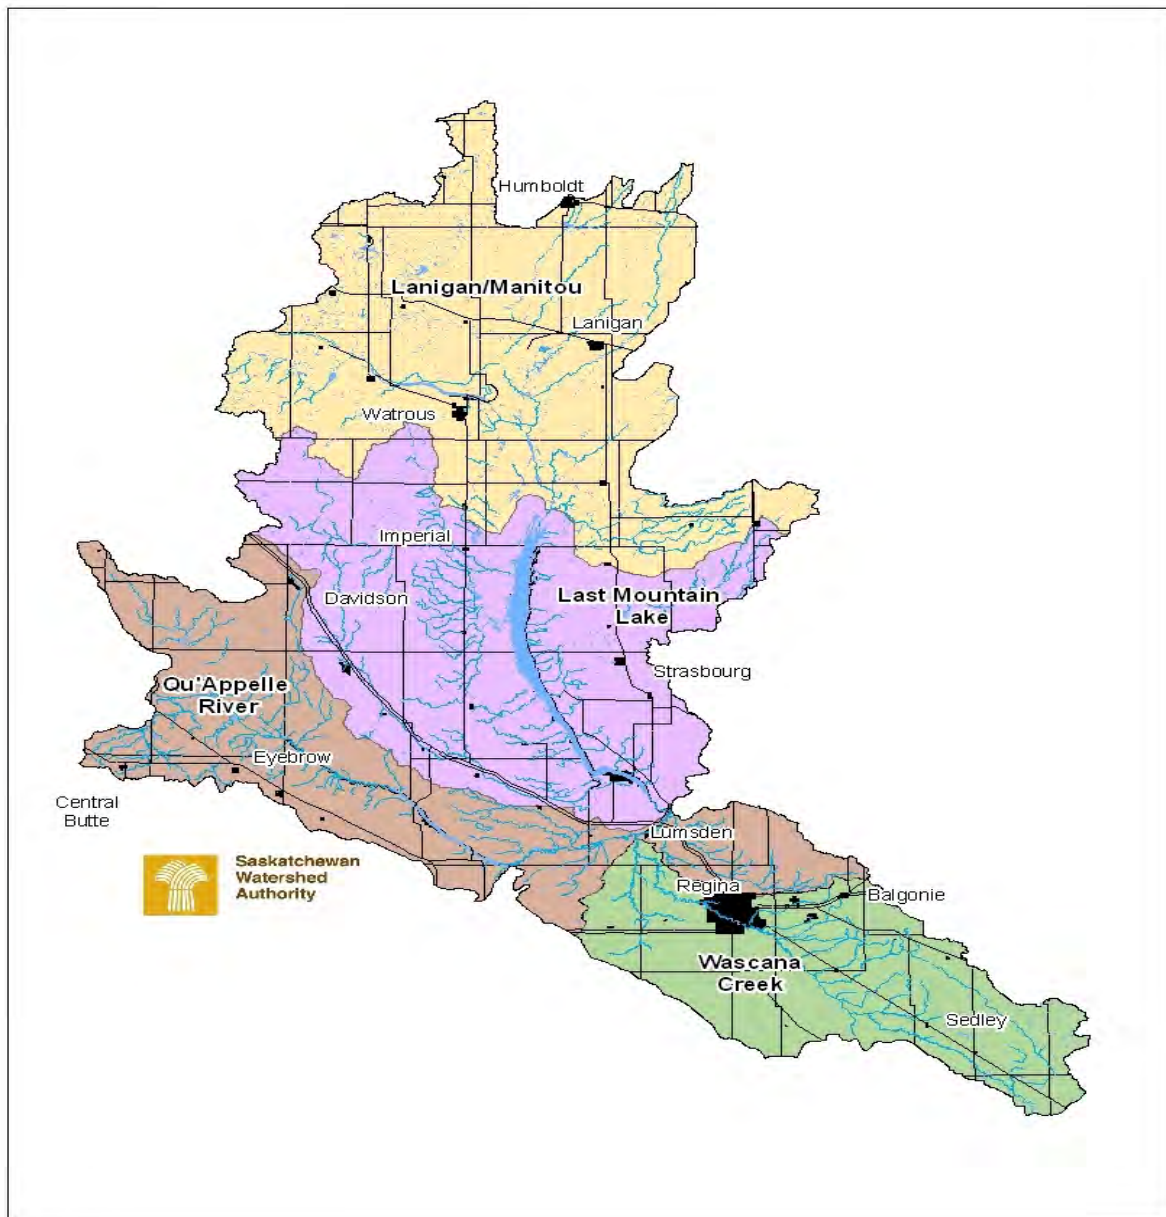 Humboldt
Lanigan/Manitou
Lanigan
Watrous
Imperial
Davidson
Last Mountain
Lake
Strasbourg
Qu'Appelle
River
Eyebrow
Central
Butte
Lumsden
Saskatchewan
Watershed
Authority
Regina
Balgonie
Wascana
Creek
Sedley